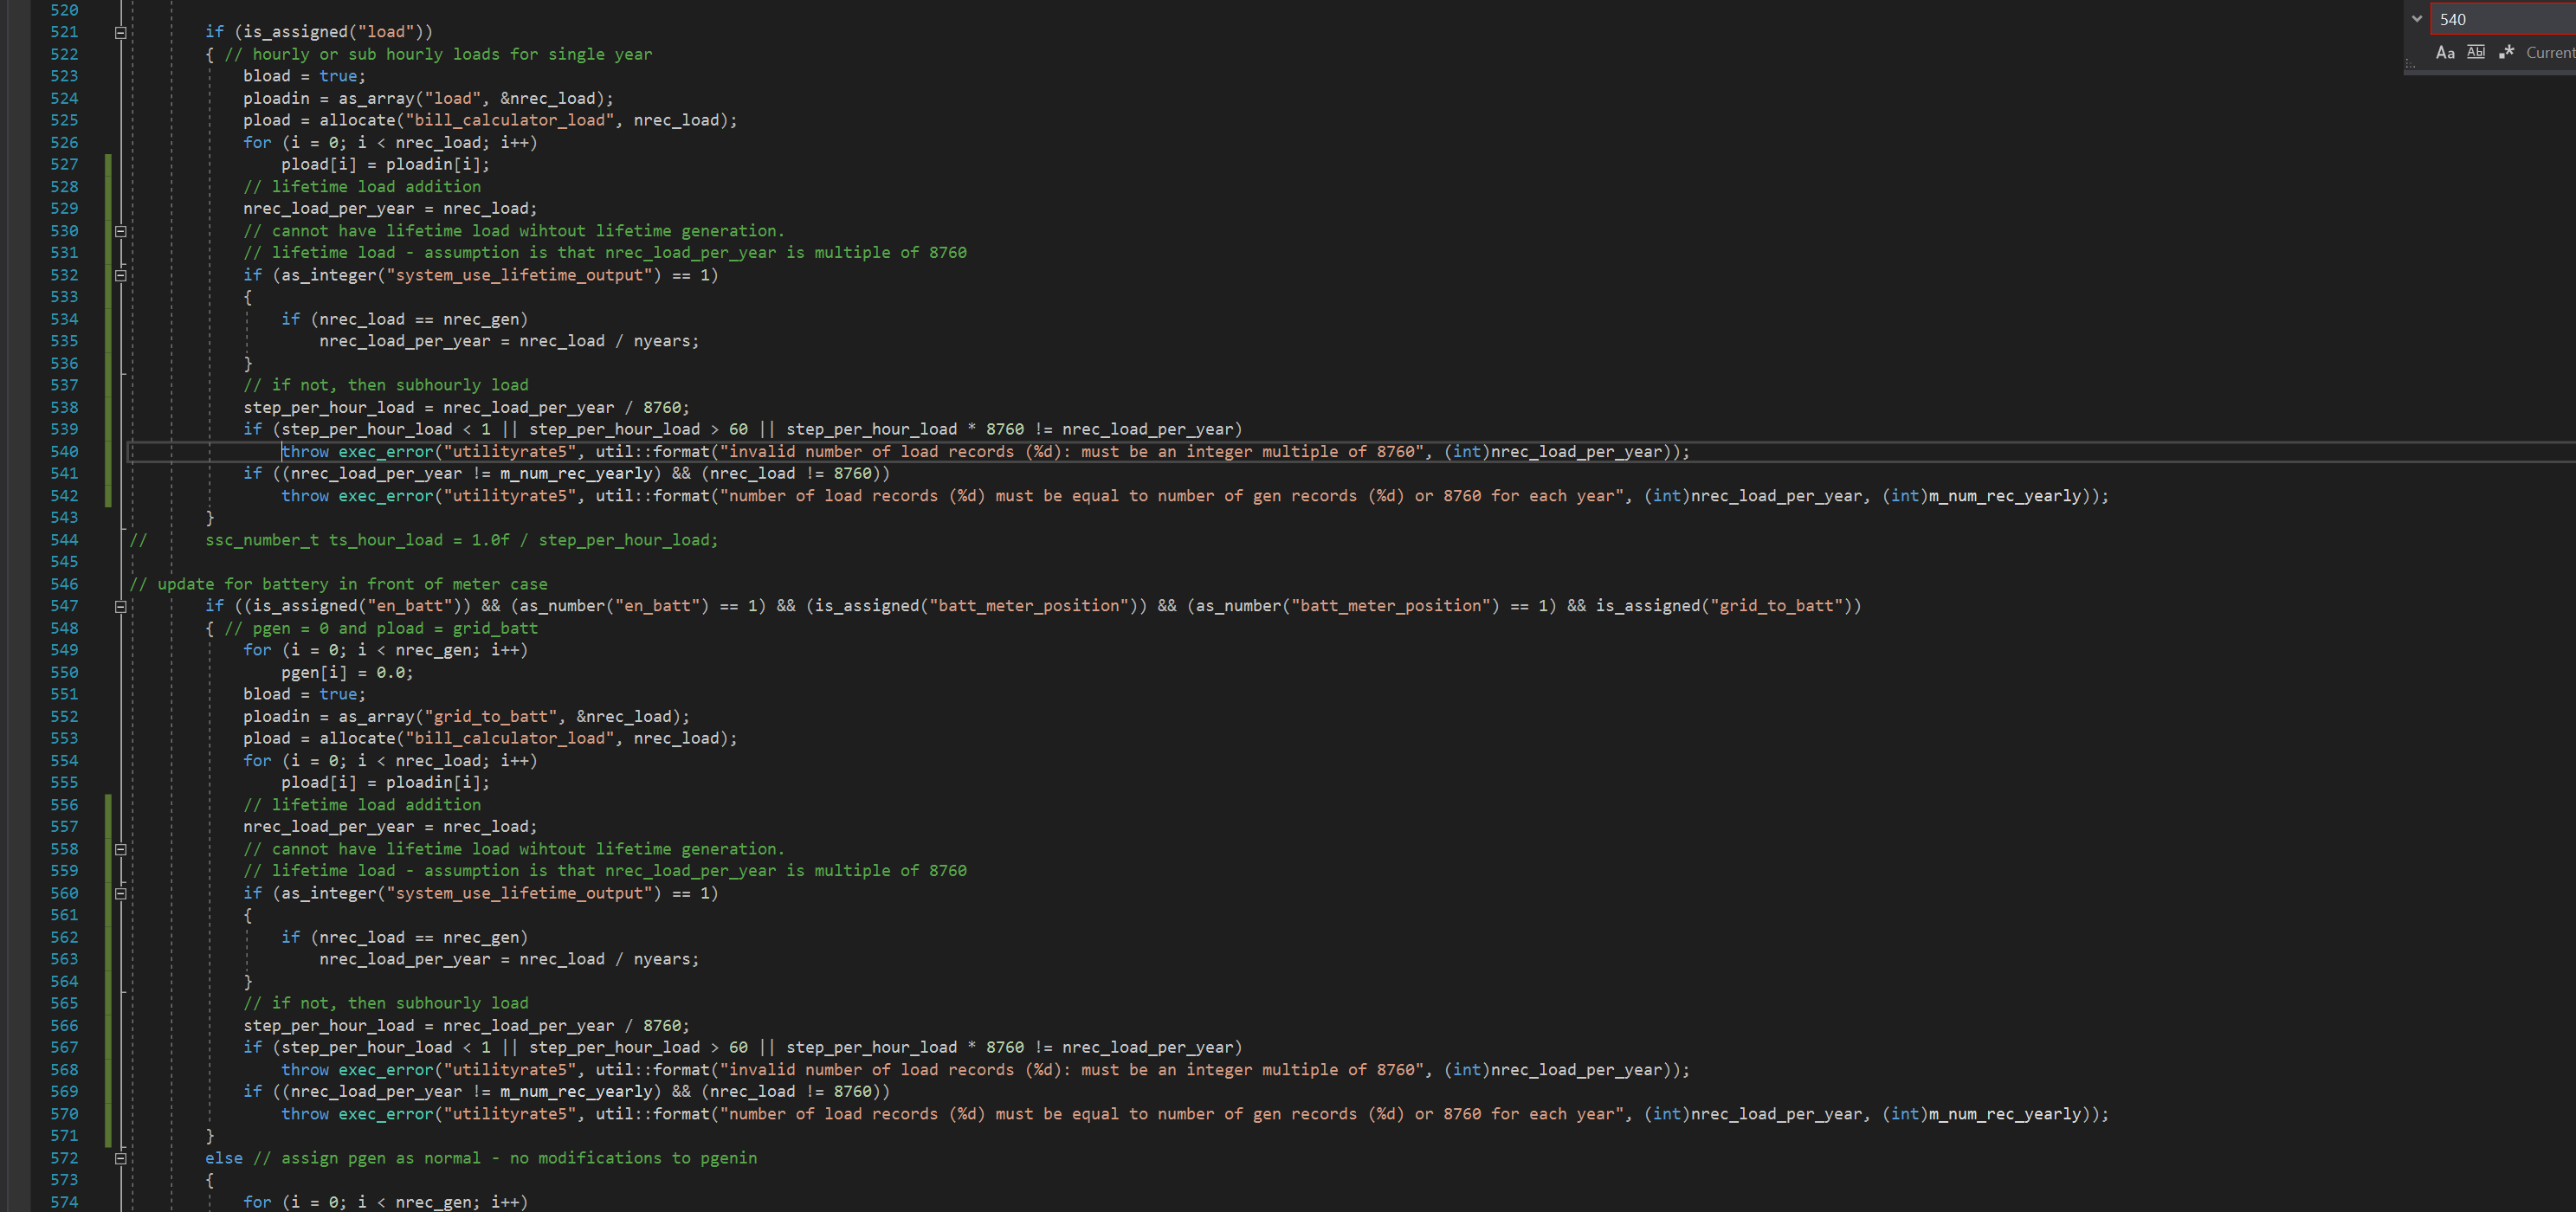 520
521 if (is_assigned("load"))
522 { // hourly or sub hourly loads for single year
523 bload = true;
524 ploadin = as_array("load", &nrec_load);
525 pload = allocate("bill_calculator_load", nrec_load);
526 for (i = 0; i < nrec_load; i++)
527 pload[i] = ploadin[i];
528 // lifetime load addition
529 nrec_load_per_year = nrec_load;
530 // cannot have lifetime load wihtout lifetime generation.
531 // lifetime load - assumption is that nrec_load_per_year is multiple of 8760
532 if (as_integer("system_use_lifetime_output") == 1)
533 {
534 if (nrec_load == nrec_gen)
535 nrec_load_per_year = nrec_load / nyears;
536 }
537 // if not, then subhourly load
538 step_per_hour_load = nrec_load_per_year / 8760;
539 if (step_per_hour_load < 1 || step_per_hour_load > 60 || step_per_hour_load * 8760 != nrec_load_per_year)
540 throw exec_error("utilityrate5", util::format("invalid number of load records (%d): must be an integer multiple of 8760", (int)nrec_load_per_year));
541 if ((nrec_load_per_year != m_num_rec_yearly) && (nrec_load != 8760))
542 throw exec_error("utilityrate5", util::format("number of load records (%d) must be equal to number of gen records (%d) or 8760 for each year", (int)nrec_load_per_year, (int)m_num_rec_yearly));
543 }
544 // ssc_number_t ts_hour_load = 1.0f / step_per_hour_load;
545
546 // update for battery in front of meter case
547 if ((is_assigned("en_batt")) && (as_number("en_batt") == 1) && (is_assigned("batt_meter_position")) && (as_number("batt_meter_position") == 1) && is_assigned("grid_to_batt"))
548 { // pgen = 0 and pload = grid_batt
549 for (i = 0; i < nrec_gen; i++)
550 pgen[i] = 0.0;
551 bload = true;
552 ploadin = as_array("grid_to_batt", &nrec_load);
553 pload = allocate("bill_calculator_load", nrec_load);
554 for (i = 0; i < nrec_load; i++)
555 pload[i] = ploadin[i];
556 // lifetime load addition
557 nrec_load_per_year = nrec_load;
558 // cannot have lifetime load wihtout lifetime generation.
559 // lifetime load - assumption is that nrec_load_per_year is multiple of 8760
560 if (as_integer("system_use_lifetime_output") == 1)
561 {
562 if (nrec_load == nrec_gen)
563 nrec_load_per_year = nrec_load / nyears;
564 }
565 // if not, then subhourly load
566 step_per_hour_load = nrec_load_per_year / 8760;
567 if (step_per_hour_load < 1 || step_per_hour_load > 60 || step_per_hour_load * 8760 != nrec_load_per_year)
568 throw exec_error("utilityrate5", util::format("invalid number of load records (%d): must be an integer multiple of 8760", (int)nrec_load_per_year));
569 if ((nrec_load_per_year != m_num_rec_yearly) && (nrec_load != 8760))
570 throw exec_error("utilityrate5", util::format("number of load records (%d) must be equal to number of gen records (%d) or 8760 for each year", (int)nrec_load_per_year, (int)m_num_rec_yearly));
571 }
572 else // assign pgen as normal - no modifications to pgenin
573 {
574 for (i = 0; i < nrec_gen; i++)
540
Aa Abl .* Current